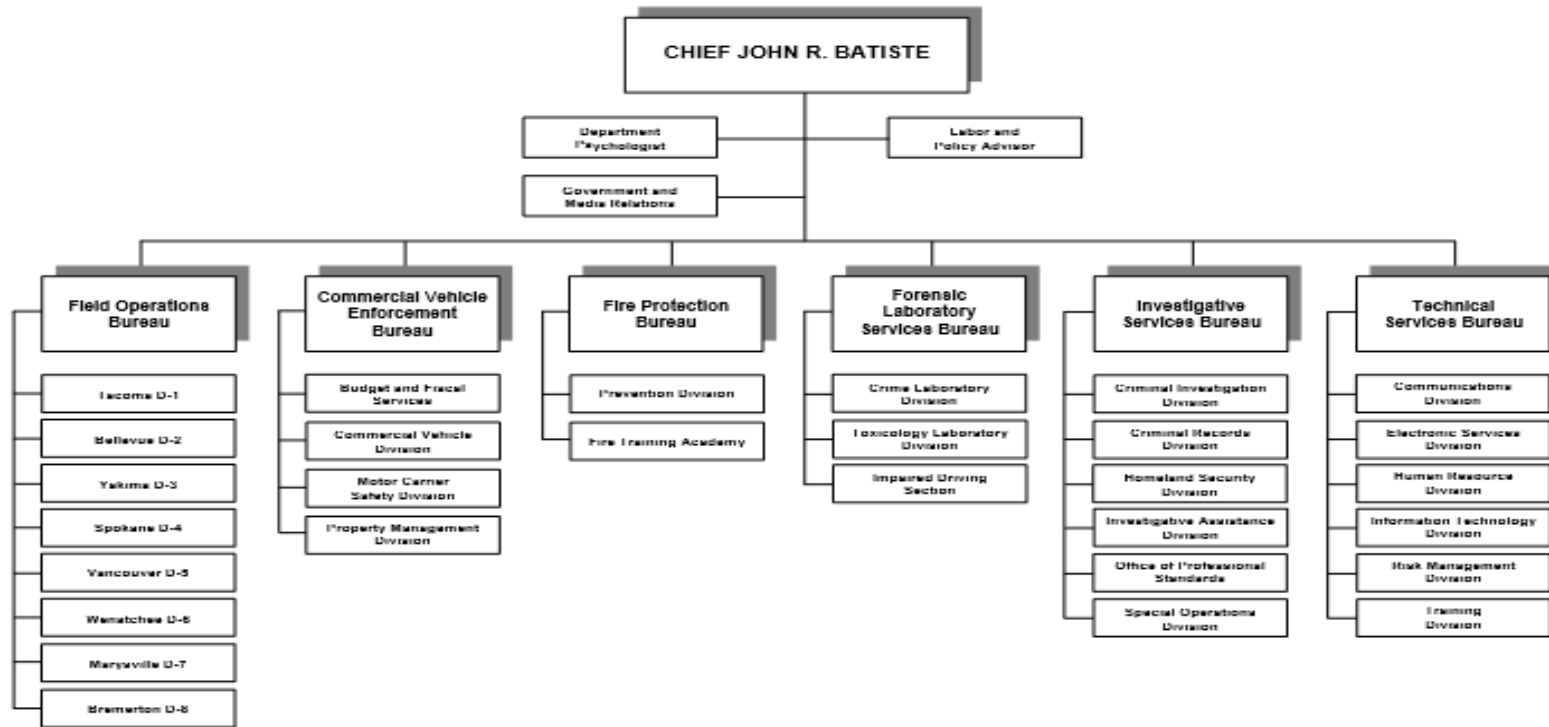 CHIEF JOHN R. BATISTE
Department
Psychologist
Labor and
Policy Advisor
Government and
Media Relations
Field Operations
Bureau
Tacoma D-1
Bellevue D-2
Yakima D-3
Spokane D-4
Vancouver D-5
Wenatchee D-6
Marysville D-7
Bremerton D-8
Commercial Vehicle
Enforcement
Bureau
Budget and Fiscal
Services
Commercial Vehicle
Division
Motor Carrier
Safety Division
Property Management
Division
Fire Protection
Bureau
Prevention Division
Fire Training Academy
Forensic
Laboratory
Services Bureau
Crime Laboratory
Division
Toxicology Laboratory
Division
Impaired Driving
Section
Investigative
Services Bureau
Criminal Investigation
Division
Criminal Records
Division
Homeland Security
Division
Investigative Assistance
Division
Office of Professional
Standards
Special Operations
Division
Technical
Services Bureau
Communications
Division
Electronic Services
Division
Human Resource
Division
Information Technology
Division
Risk Management
Division
Training
Division